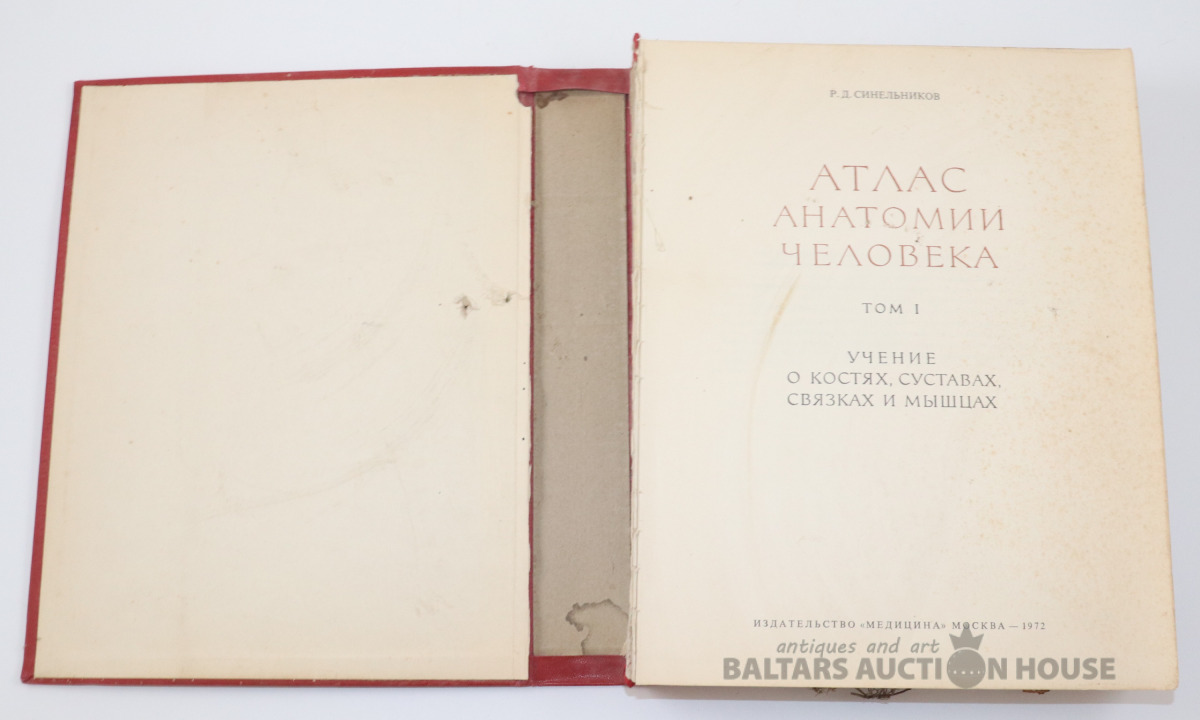 Р. Д. СИНЕЛЬНИКОВ
АТЛАС
АНАТОМИИ
ЧЕЛОВЕКА
ТОМ I
УЧЕНИЕ
О КОСТЯХ, СУСТАВАХ,
СВЯЗКАХ И МЫШЦАХ
ИЗДАТЕЛЬСТВО «МЕДИЦИНА» МОСКВА — 1972
antiques and art
BALTARS AUCTION HOUSE